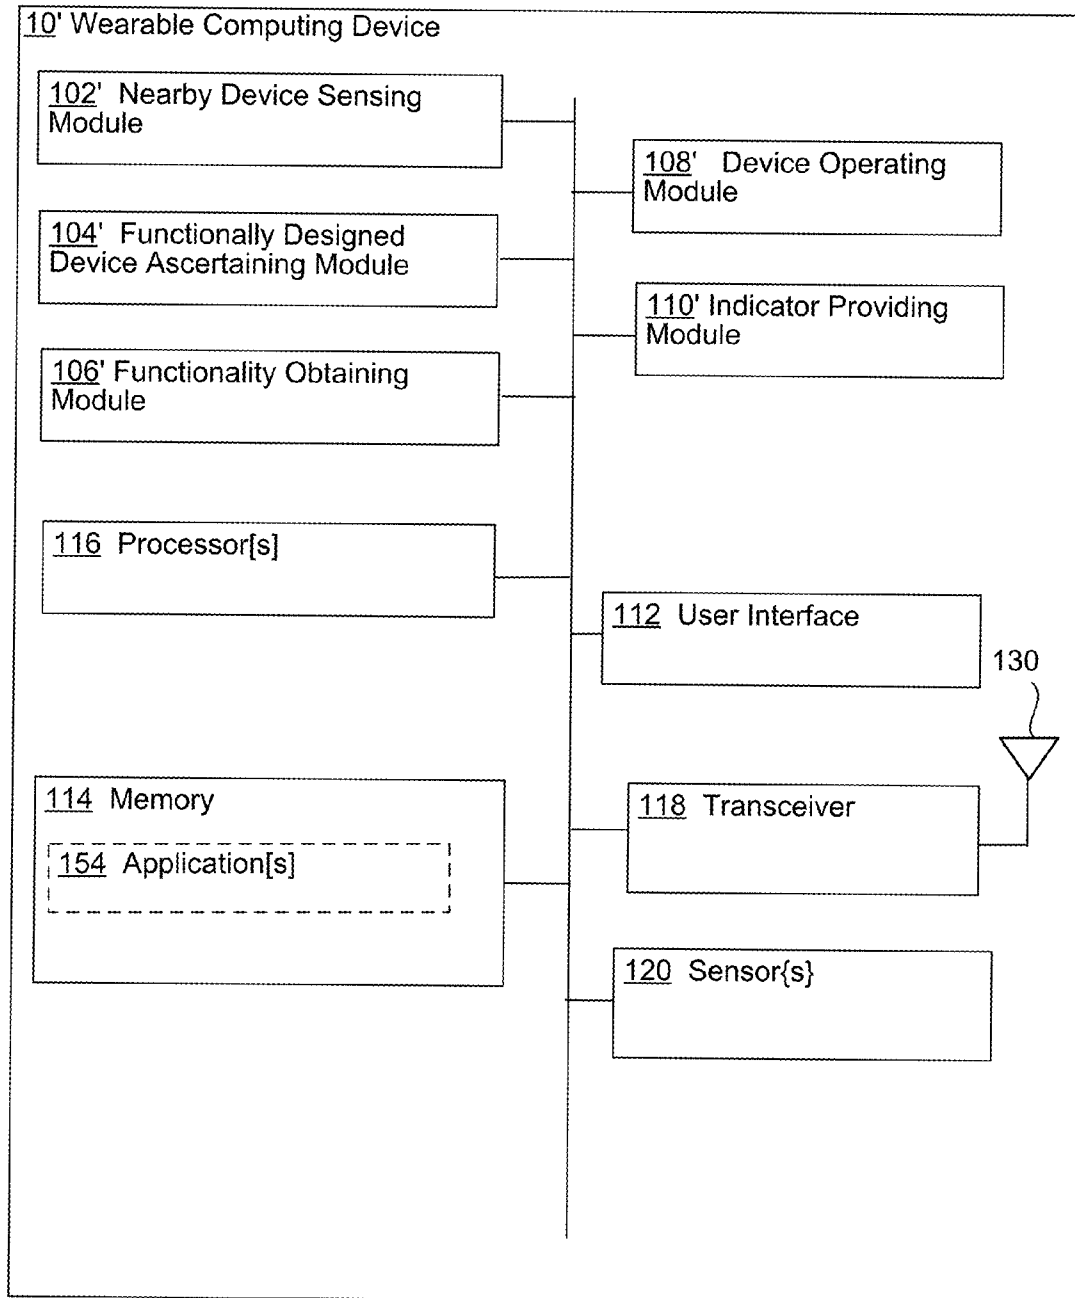 10' Wearable Computing Device
102' Nearby Device Sensing
Module
108' Device Operating
Module
104' Functionally Designed
Device Ascertaining Module
110' Indicator Providing
Module
106' Functionality Obtaining
Module
116 Processor[s]
112 User Interface
130
114 Memory
118 Transceiver
154 Application[s]
120 Sensor{s}